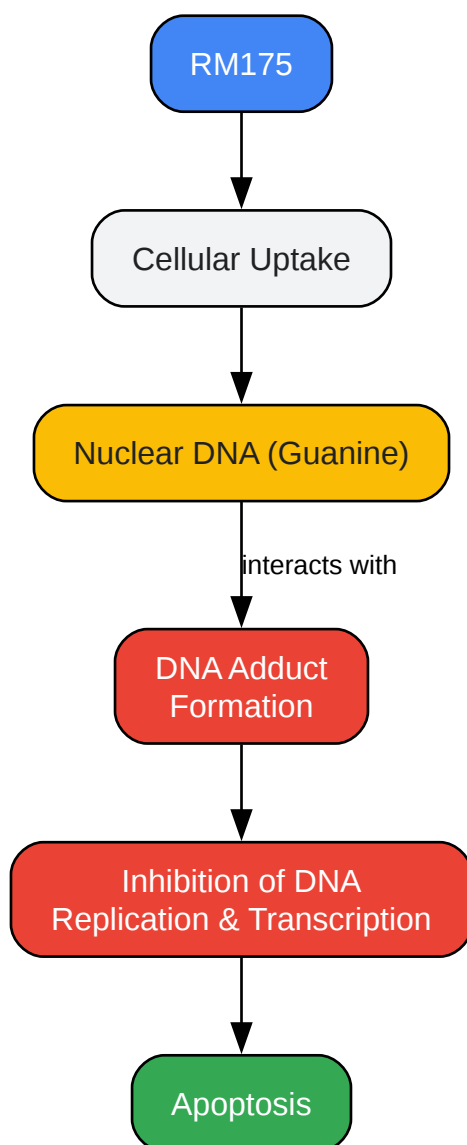 RM175
Cellular Uptake
Nuclear DNA (Guanine)
interacts with
DNA Adduct
Formation
Inhibition of DNA
Replication & Transcription
Apoptosis